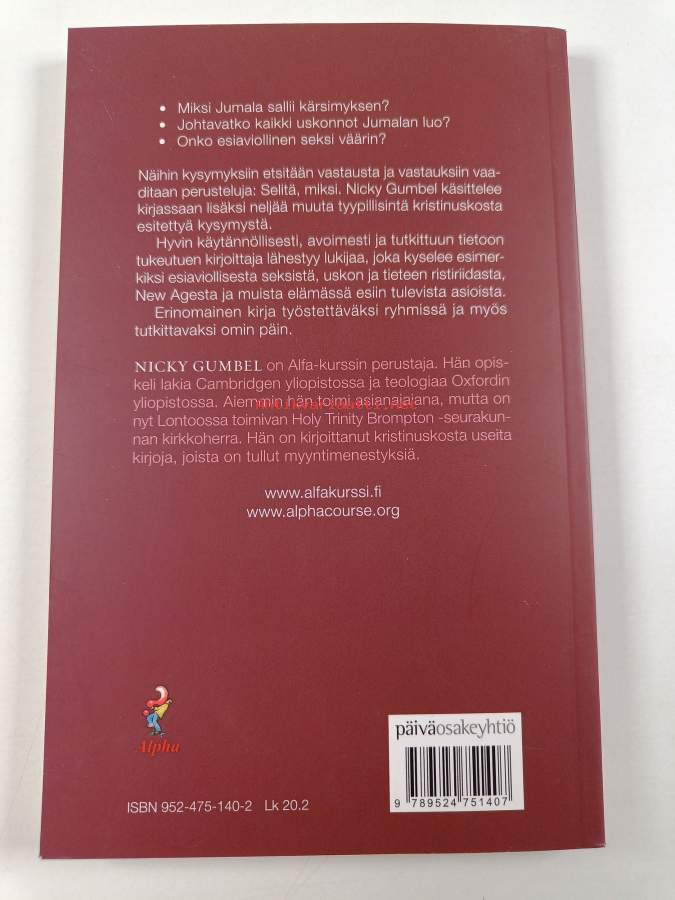 • Miksi Jumala sallii kärsimyksen?
• Johtavatko kaikki uskonnot Jumalan luo?
• Onko esiaviollinen seksi väärin?
Näihin kysymyksiin etsitään vastausta ja vastauksiin vaa-
ditaan perusteluja: Selitä, miksi. Nicky Gumbel käsittelee
kirjassaan lisäksi neljää muuta tyypillisintä kristinuskosta
esitettyä kysymystä.
Hyvin käytännöllisesti, avoimesti ja tutkittuun tietoon
tukeutuen kirjoittaja lähestyy lukijaa, joka kyselee esimer-
kiksi esiaviollisesta seksistä, uskon ja tieteen ristiriidasta,
New Agesta ja muista elämässä esiin tulevista asioista.
Erinomainen kirja työstettäväksi ryhmissä ja myös
tutkittavaksi omin päin.
NICKY GUMBEL on Alfa-kurssin perustaja. Hän opis-
keli lakia Cambridgen yliopistossa ja teologiaa Oxfordin
yliopistossa. Aiemmin hän toimi asianajajana, mutta on
nyt Lontoossa toimivan Holy Trinity Brompton -seurakun-
nan kirkkoherra. Hän on kirjoittanut kristinuskosta useita
kirjoja, joista on tullut myyntimenestyksiä.
www.alfakurssi.fi
www.alphacourse.org
Alpha
päiväosakeyhtiö
ISBN 952-475-140-2 Lk 20.2
9 789524 751407